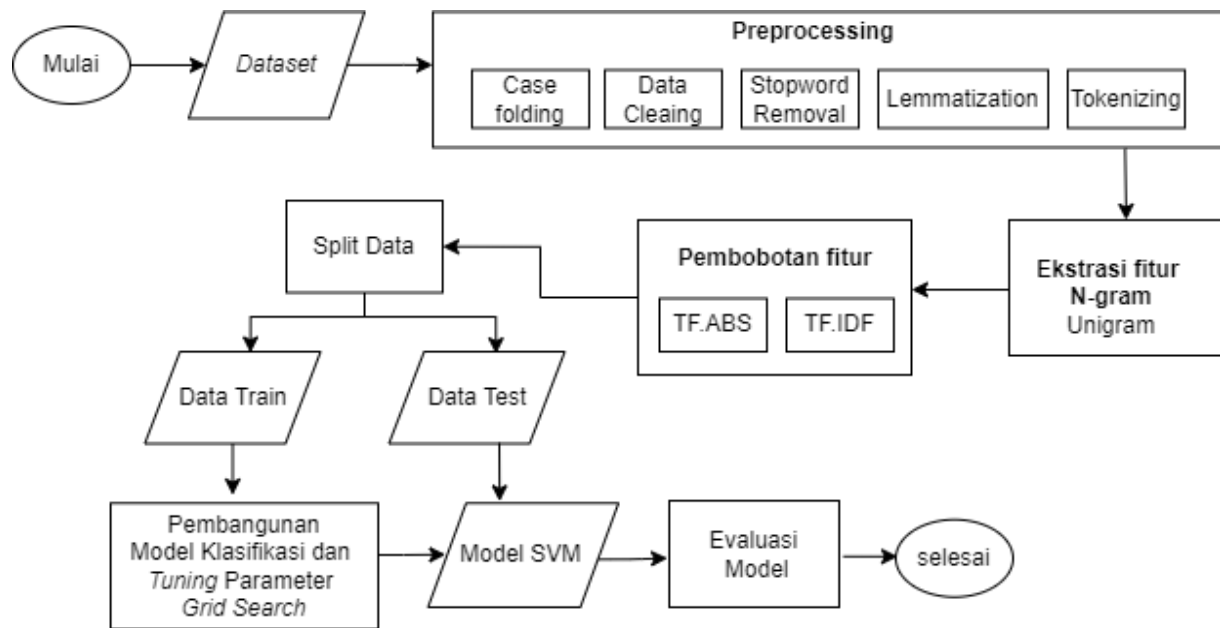 Mulai
Dataset
Preprocessing
Case
folding
Data
Cleaing
Stopword
Removal
Lemmatization
Tokenizing
Ekstrasi fitur
N-gram
Unigram
Pembobotan fitur
TF.ABS
TF.IDF
Split Data
Data Train
Data Test
Pembangunan
Model Klasifikasi dan
Tuning Parameter
Grid Search
Model SVM
Evaluasi
Model
selesai